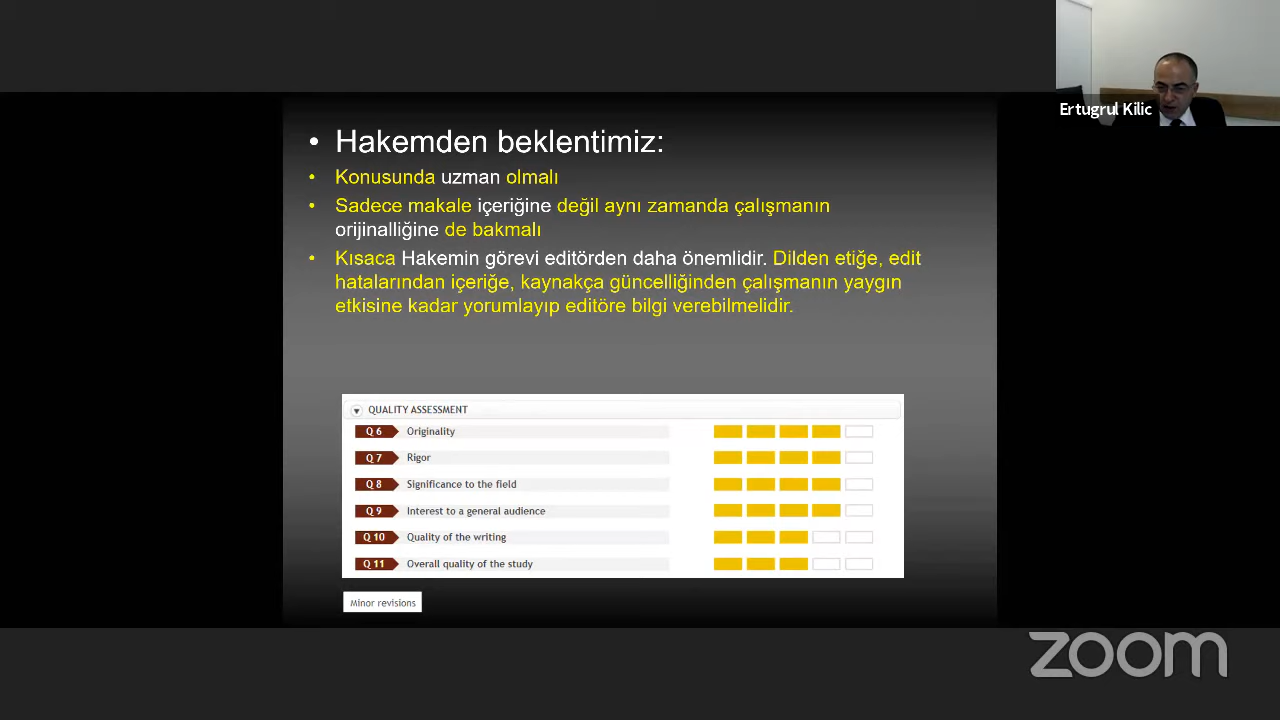 Ertugrul Kilic
• Hakemden beklentimiz:
• Konusunda uzman olmalı
• Sadece makale içeriğine değil aynı zamanda çalışmanın
orijinalliğine de bakmalı
• Kısaca Hakemin görevi editörden daha önemlidir. Dilden etiğe, edit
hatalarından içeriğe, kaynakça güncelliğinden çalışmanın yaygın
etkisine kadar yorumlayıp editöre bilgi verebilmelidir.
QUALITY ASSESSMENT
Q 6 Originality
Q 7 Rigor
Q 8 Significance to the field
Q 9 Interest to a general audience
Q 10 Quality of the writing
Q 11 Overall quality of the study
Minor revisions
zoom